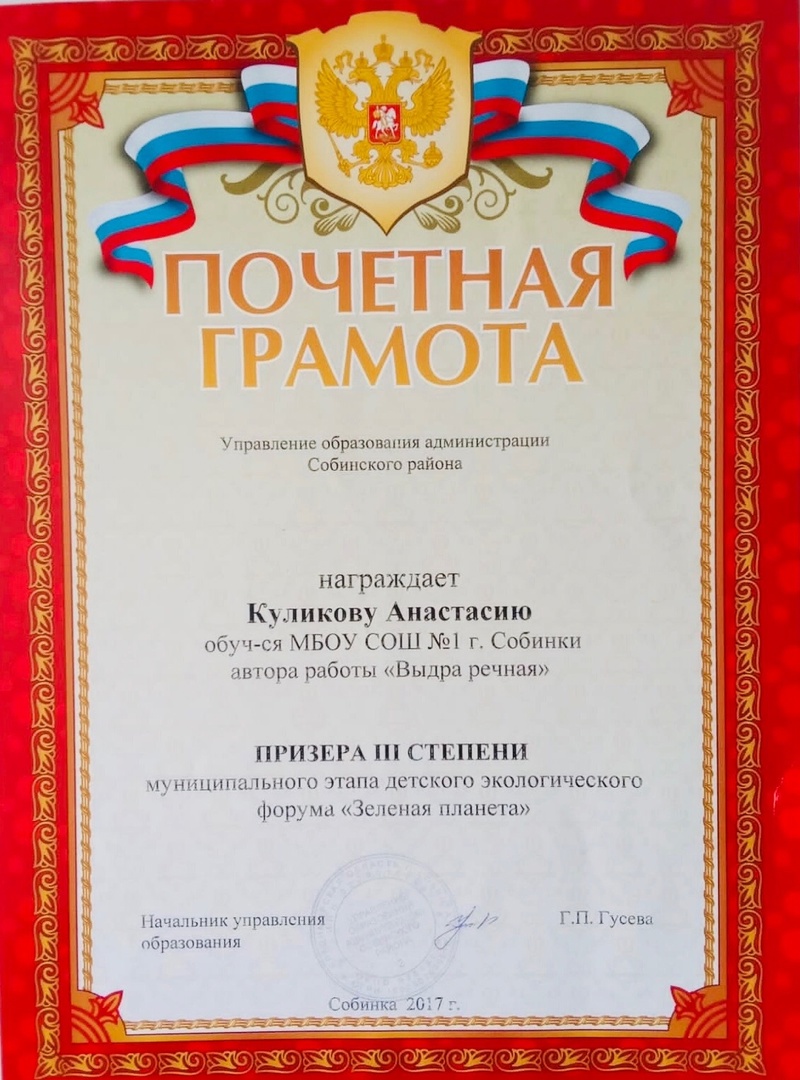 ПОЧЕТНАЯ
ГРАМОТА
Управление образования администрации
Собинского района
награждает
Куликову Анастасию
обуч-ся МБОУ СОШ №1 г. Собинки
автора работы «Выдра речная»
ПРИЗЕРА III СТЕПЕНИ
муниципального этапа детского экологического
форума «Зеленая планета»
Начальник управления
образования
Г.П. Гусева
Собинка 2017 г.